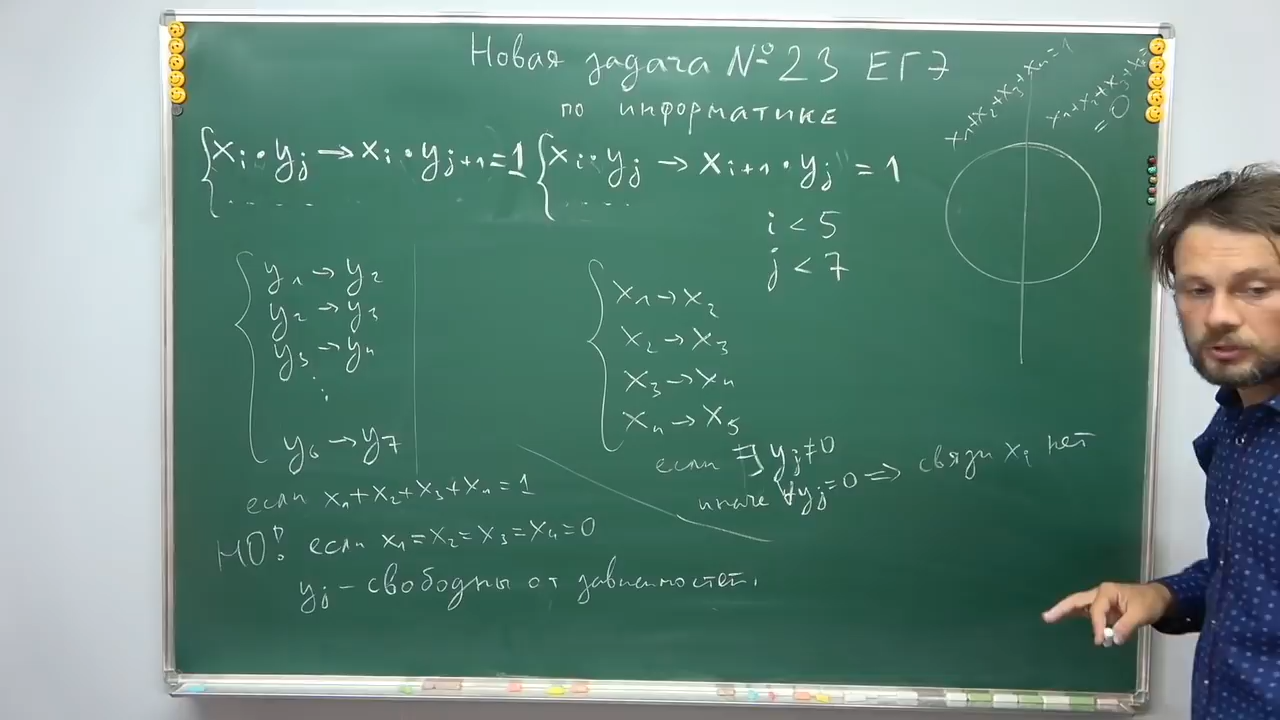 Новая задача №23 ЕГЭ
по информатике
x₁+x₂+x₃+x₄=1
x₁+x₂+x₃+x₄=
=0
{ xᵢ·yⱼ → xᵢ·yⱼ₊₁=1 { xᵢ·yⱼ → xᵢ₊₁·yⱼ = 1
i < 5
j < 7
y₁ → y₂
y₂ → y₃
y₃ → y₄
⋮
y₆ → y₇
x₁ → x₂
x₂ → x₃
x₃ → x₄
x₄ → x₅
если ∃ yⱼ≠0
иначе ∀yⱼ=0 ⇒ связи xᵢ нет
если x₁+x₂+x₃+x₄=1
НО! если x₁=x₂=x₃=x₄=0
yⱼ – свободны от зависимостей.